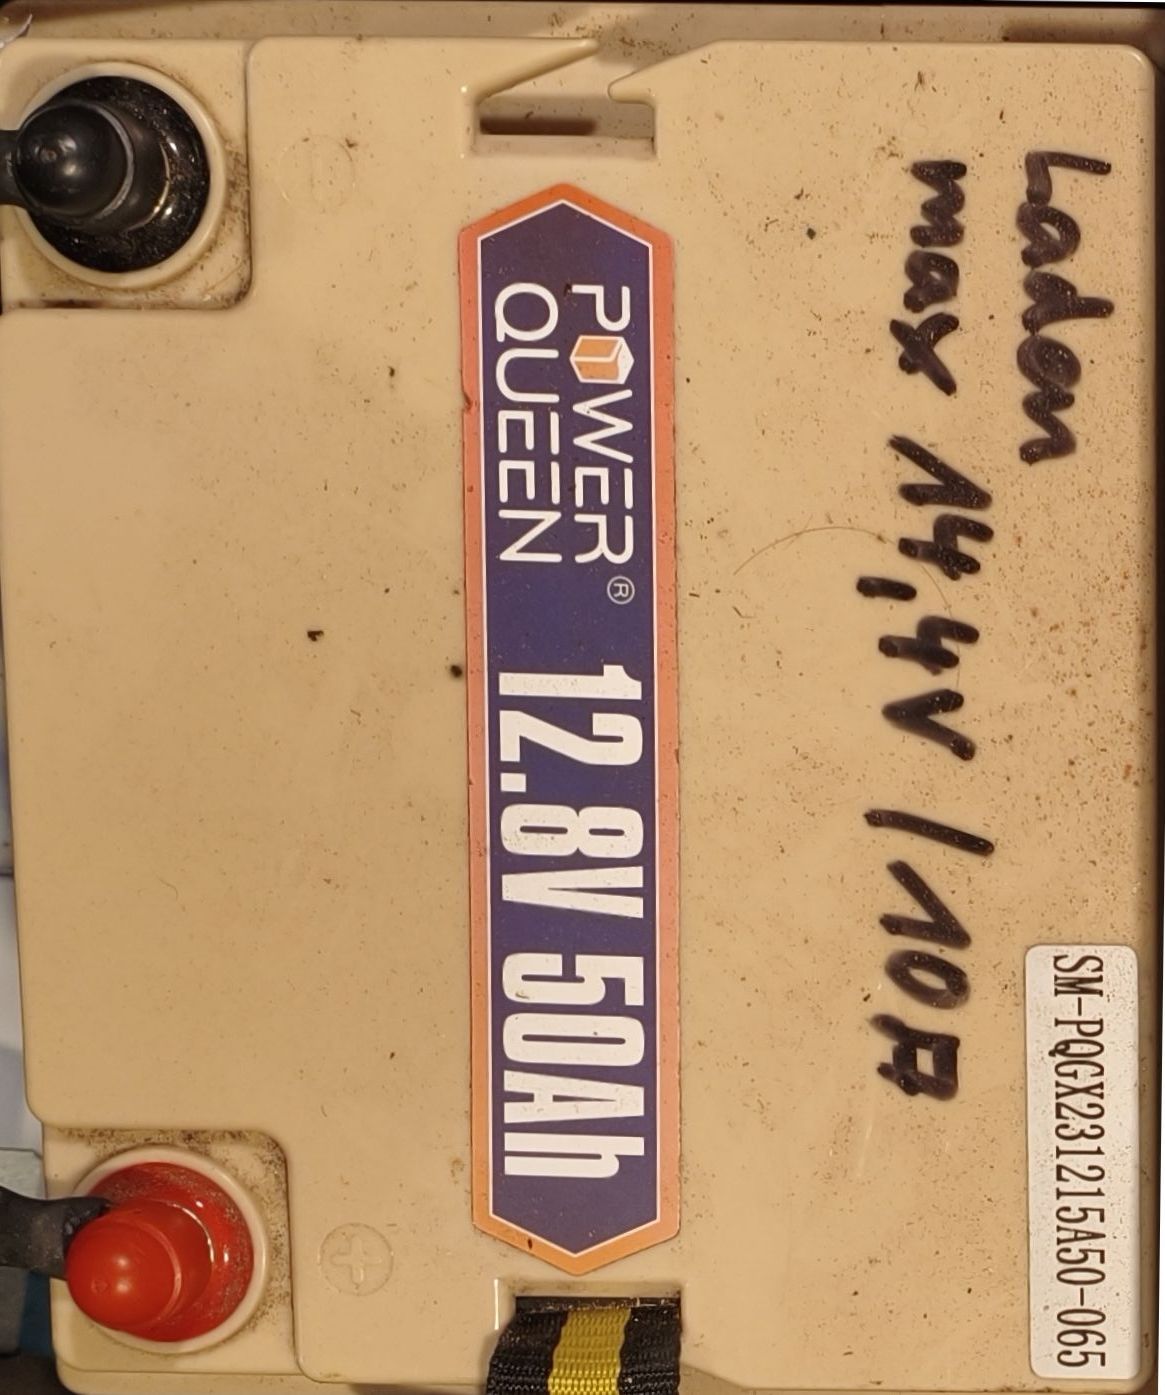 Laden
max 14,4V / 10A
SM-PQGX231215A50-065
POWER
QUEEN® 12.8V 50Ah